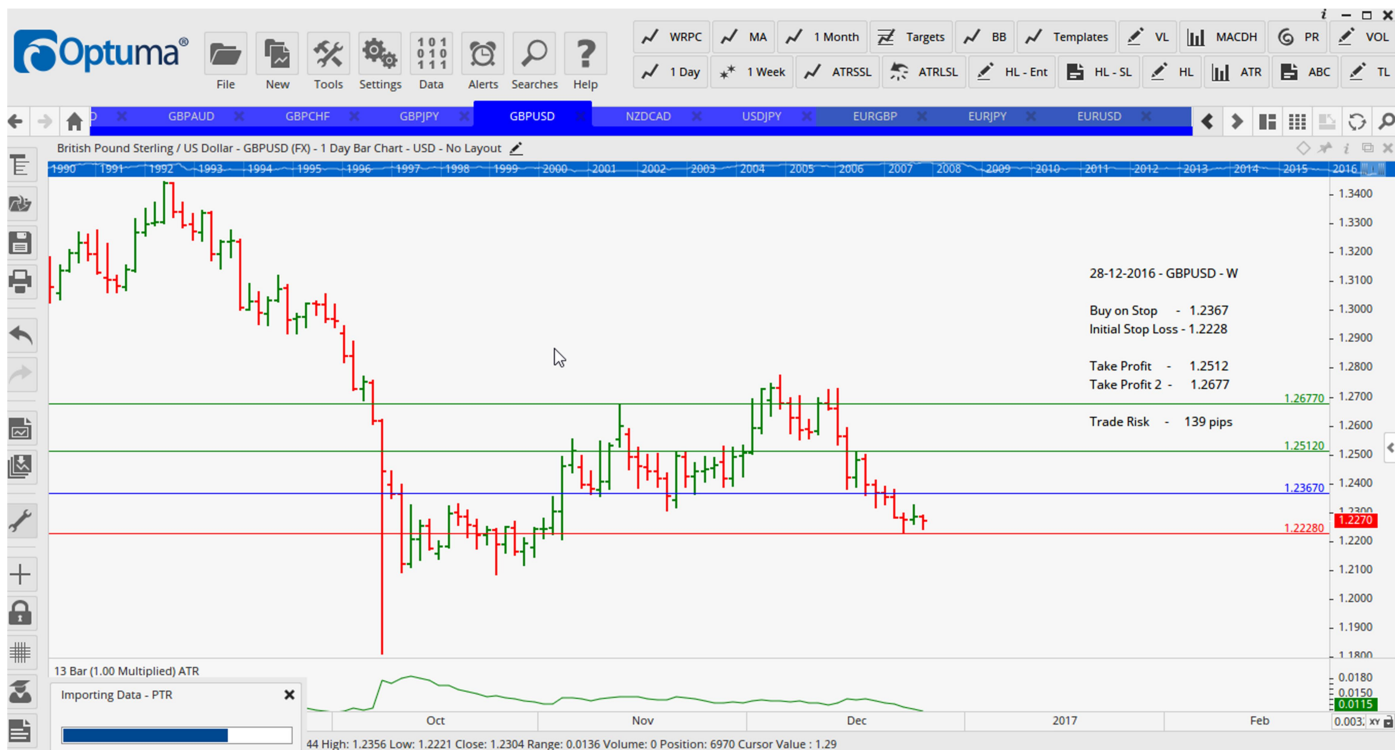 i
Optuma®
101
010
111
?
File New Tools Settings Data Alerts Searches Help
WRPC MA 1 Month Targets BB Templates VL MACDH PR VOL
1 Day 1 Week ATRSSL ATRLSL HL - Ent HL - SL HL ATR ABC TL
D GBPAUD GBPCHF GBPJPY GBPUSD NZDCAD USDJPY EURGBP EURJPY EURUSD
British Pound Sterling / US Dollar - GBPUSD (FX) - 1 Day Bar Chart - USD - No Layout
1990 1991 1992 1993 1994 1995 1996 1997 1998 1999 2000 2001 2002 2003 2004 2005 2006 2007 2008 2009 2010 2011 2012 2013 2014 2015 2016
1.3400
1.3300
1.3200
28-12-2016 - GBPUSD - W
1.3100
Buy on Stop - 1.2367
1.3000
Initial Stop Loss - 1.2228
1.2900
Take Profit - 1.2512
1.2800
Take Profit 2 - 1.2677
1.26770
1.2700
Trade Risk - 139 pips
1.2600
1.25120
1.2500
1.23670
1.2400
1.2300
1.2270
1.22280
1.2200
1.2100
1.2000
1.1900
1.1800
13 Bar (1.00 Multiplied) ATR
0.0180
0.0150
0.0115
Importing Data - PTR
Oct Nov Dec 2017 Feb
0.003: XY
44 High: 1.2356 Low: 1.2221 Close: 1.2304 Range: 0.0136 Volume: 0 Position: 6970 Cursor Value : 1.29